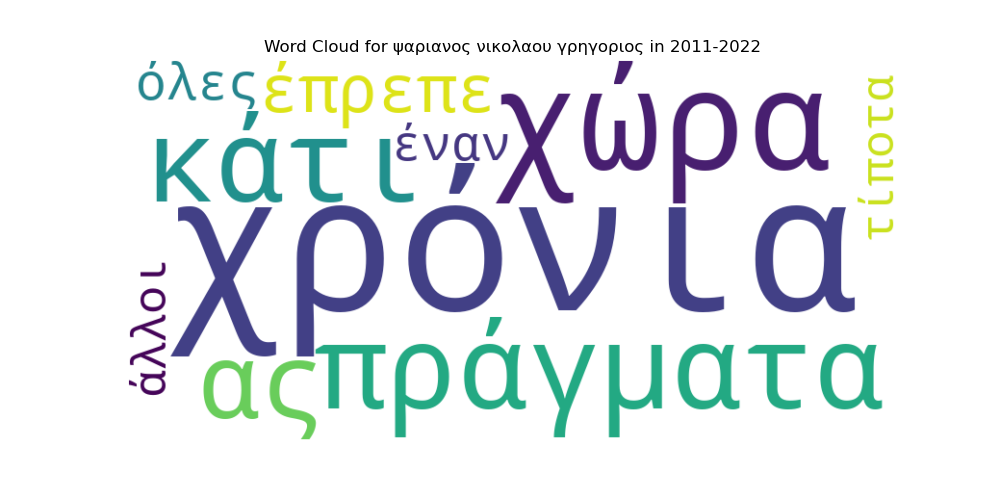 Word Cloud for ψαριανος νικολαου γρηγοριος in 2011-2022
όλες
έπρεπε
χώρα
τίποτα
κάτι
έναν
χρόνια
άλλοι
ας
πράγματα